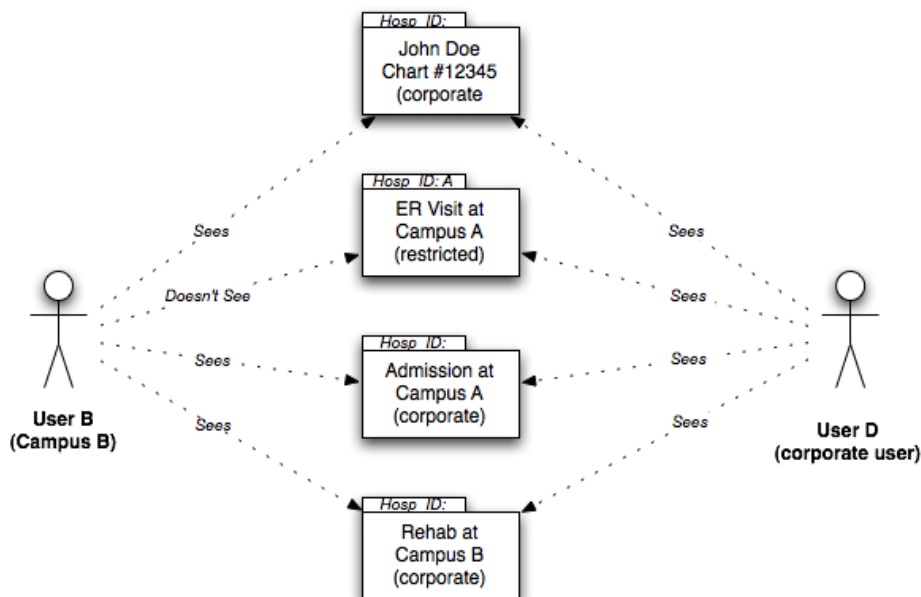 Hosp_ID:
John Doe
Chart #12345
(corporate
Hosp_ID: A
ER Visit at
Campus A
(restricted)
Sees
Sees
Doesn't See
Sees
Hosp_ID:
Admission at
Campus A
(corporate)
Sees
Sees
User B
(Campus B)
Sees
Sees
User D
(corporate user)
Hosp_ID:
Rehab at
Campus B
(corporate)